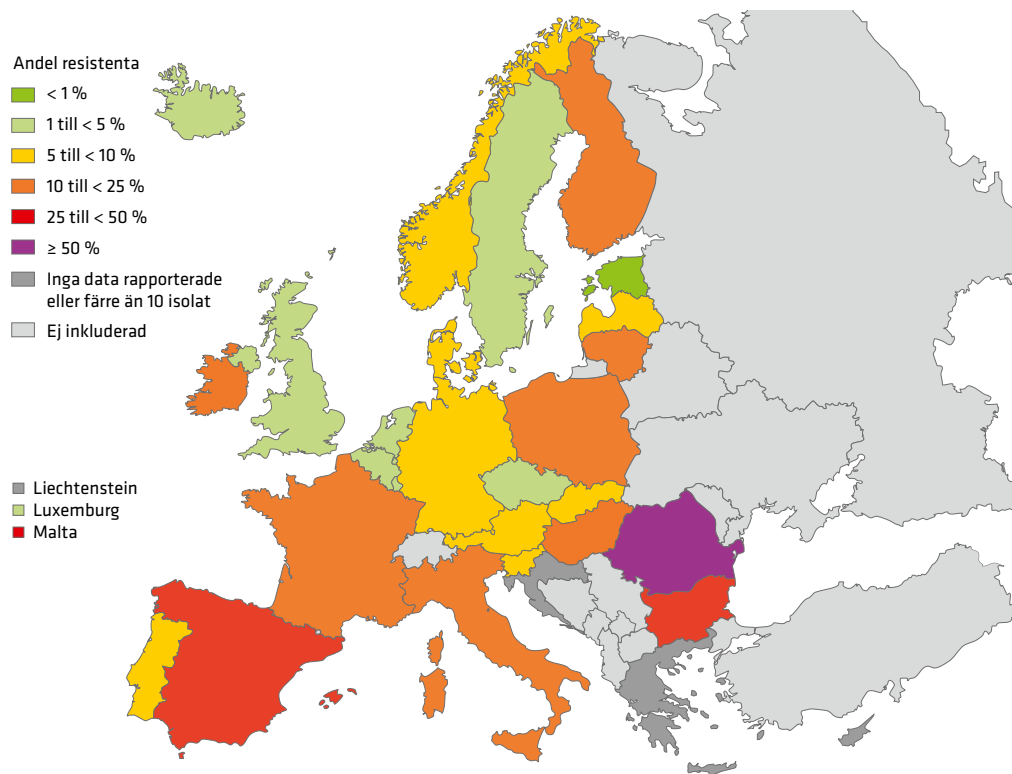 Andel resistenta
< 1 %
1 till < 5 %
5 till < 10 %
10 till < 25 %
25 till < 50 %
≥ 50 %
Inga data rapporterade
eller färre än 10 isolat
Ej inkluderad
Liechtenstein
Luxemburg
Malta